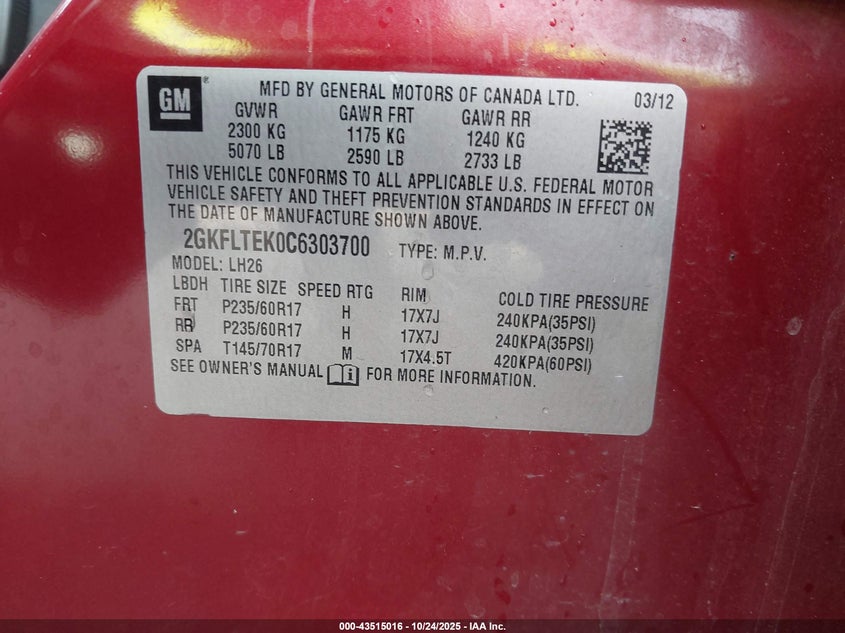 GM ® MFD BY GENERAL MOTORS OF CANADA LTD. 03/12
GVWR GAWR FRT GAWR RR
2300 KG 1175 KG 1240 KG
5070 LB 2590 LB 2733 LB
THIS VEHICLE CONFORMS TO ALL APPLICABLE U.S. FEDERAL MOTOR
VEHICLE SAFETY AND THEFT PREVENTION STANDARDS IN EFFECT ON
THE DATE OF MANUFACTURE SHOWN ABOVE.
2GKFLTEK0C6303700 TYPE: M.P.V.
MODEL: LH26
LBDH TIRE SIZE SPEED RTG RIM COLD TIRE PRESSURE
FRT P235/60R17 H 17X7J 240KPA(35PSI)
RR P235/60R17 H 17X7J 240KPA(35PSI)
SPA T145/70R17 M 17X4.5T 420KPA(60PSI)
SEE OWNER'S MANUAL FOR MORE INFORMATION.
000-43515016 - 10/24/2025 - IAA Inc.